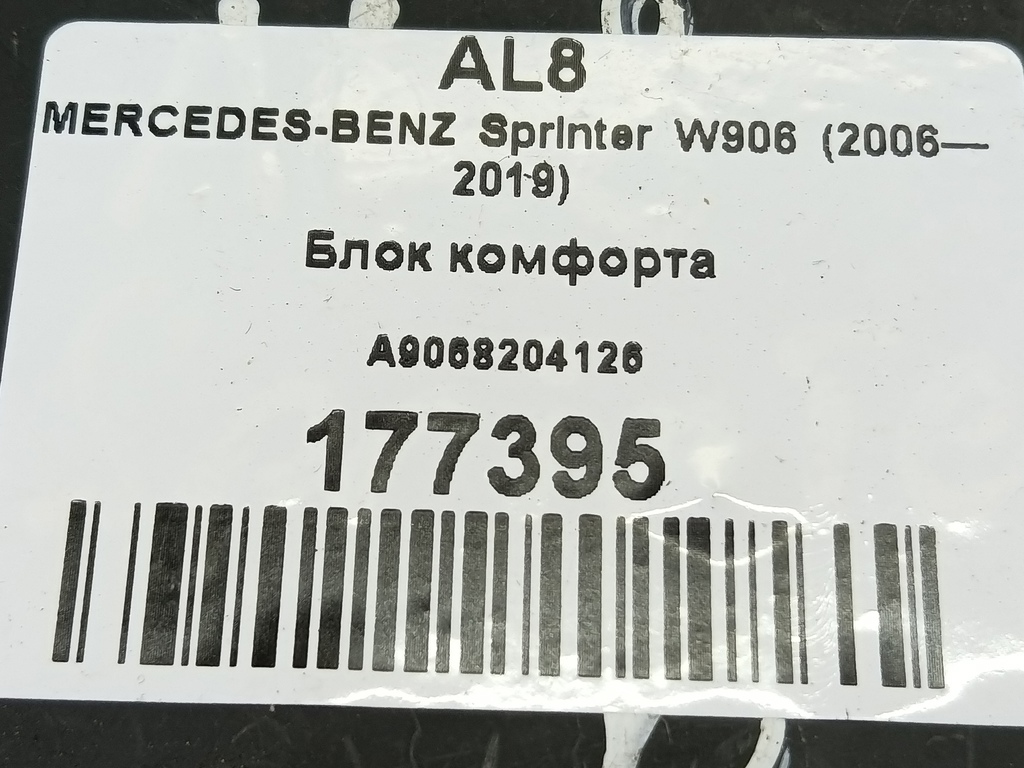 AL8
MERCEDES-BENZ Sprinter W906 (2006—
2019)
Блок комфорта
A9068204126
177395